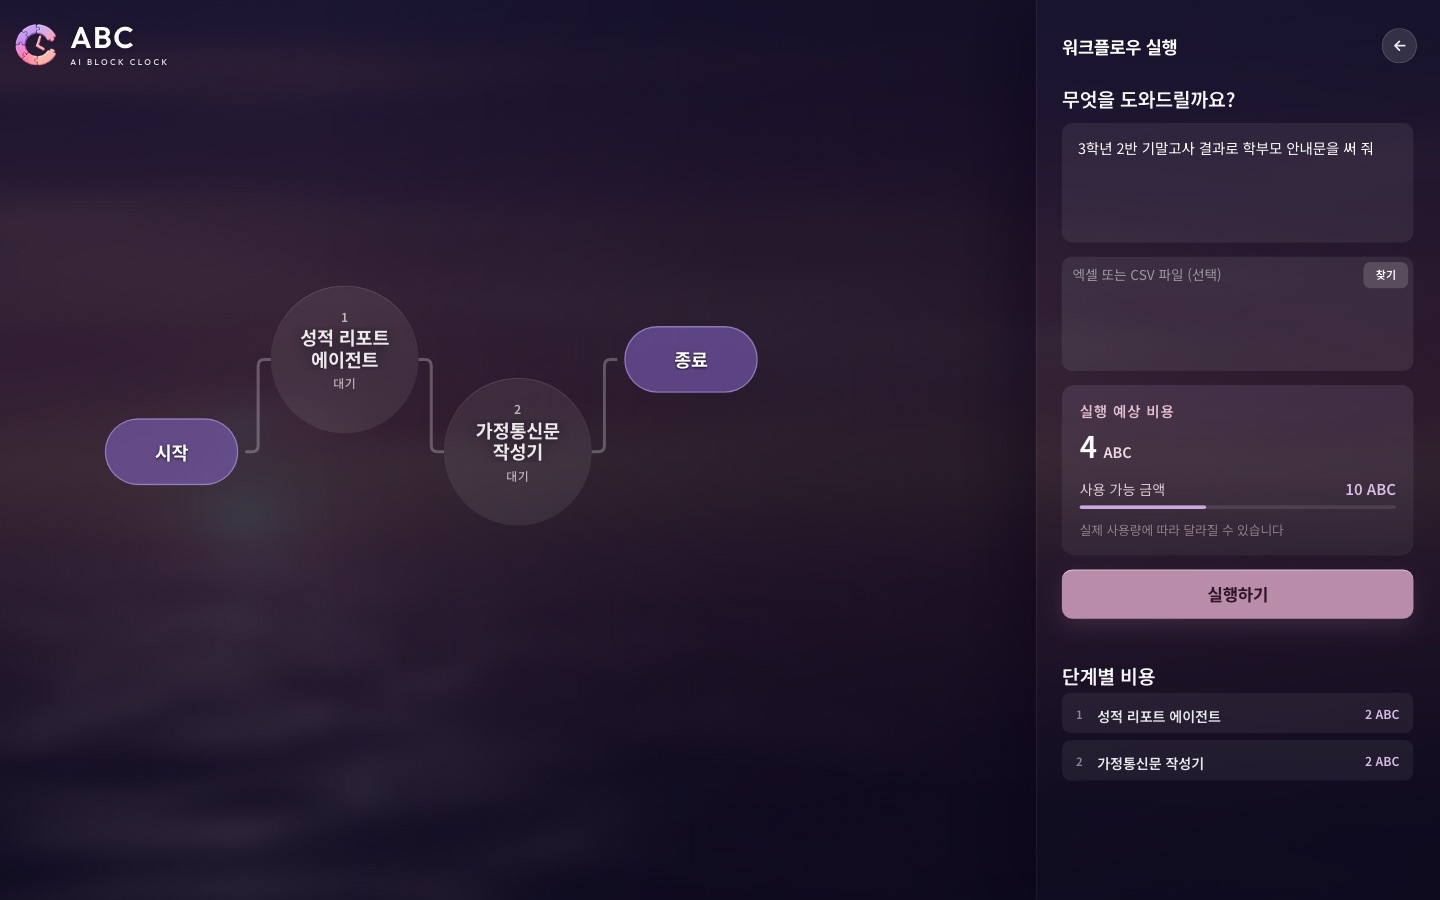 ABC
AI BLOCK CLOCK
시작
1
성적 리포트
에이전트
대기
2
가정통신문
작성기
대기
종료
워크플로우 실행
무엇을 도와드릴까요?
3학년 2반 기말고사 결과로 학부모 안내문을 써 줘
엑셀 또는 CSV 파일 (선택)
찾기
실행 예상 비용
4 ABC
사용 가능 금액 10 ABC
실제 사용량에 따라 달라질 수 있습니다
실행하기
단계별 비용
1 성적 리포트 에이전트 2 ABC
2 가정통신문 작성기 2 ABC